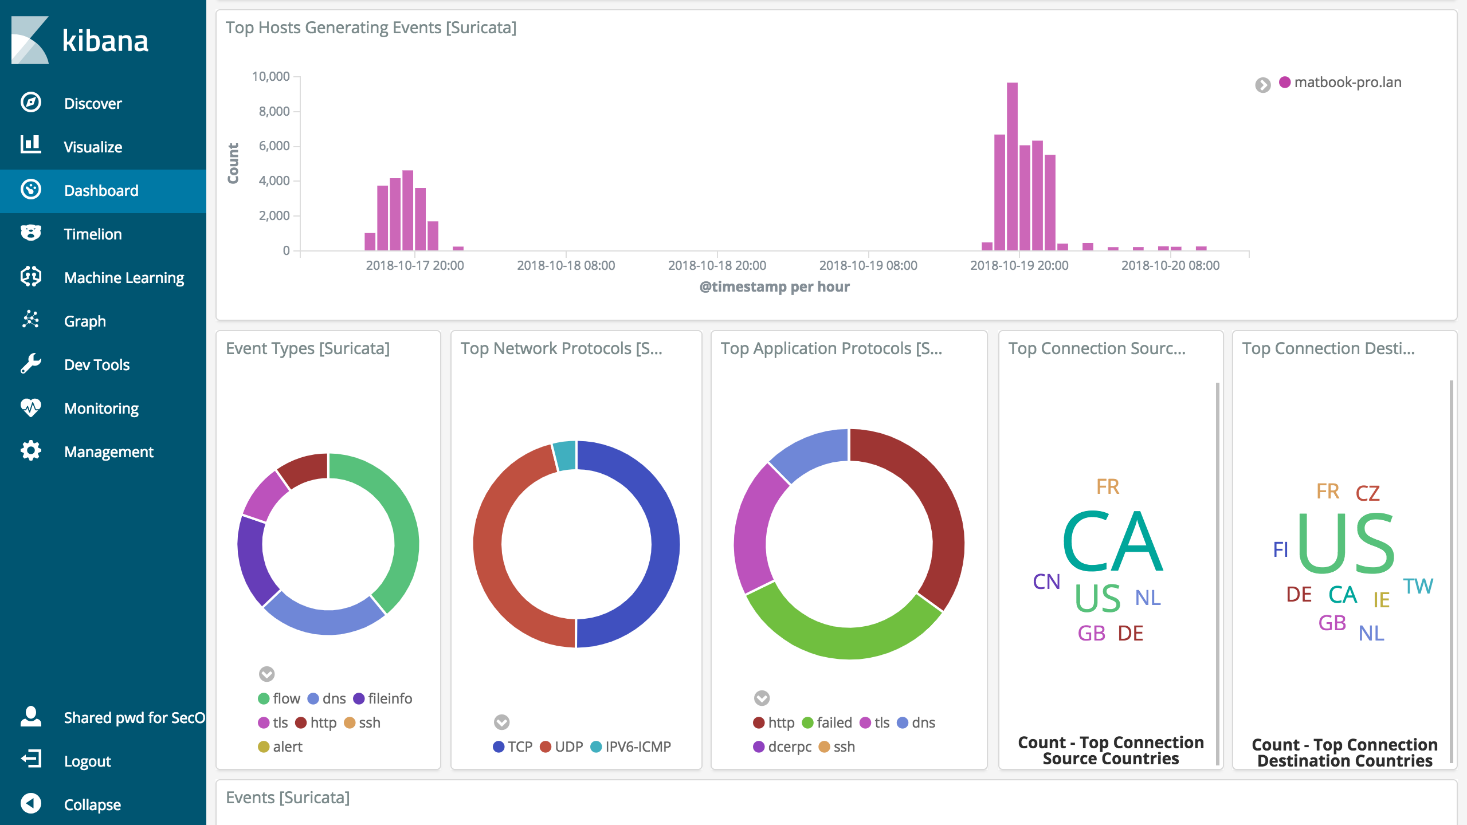 kibana
Discover
Visualize
Dashboard
Timelion
Machine Learning
Graph
Dev Tools
Monitoring
Management
Shared pwd for SecO
Logout
Collapse
Top Hosts Generating Events [Suricata]
10,000
8,000
6,000
4,000
2,000
0
Count
2018-10-17 20:00
2018-10-18 08:00
2018-10-18 20:00
2018-10-19 08:00
2018-10-19 20:00
2018-10-20 08:00
@timestamp per hour
matbook-pro.lan
Event Types [Suricata]
flow dns fileinfo
tls http ssh
alert
Top Network Protocols [S...
TCP UDP IPV6-ICMP
Top Application Protocols [S...
http failed tls dns
dcerpc ssh
Top Connection Sourc...
FR
CA
CN
US NL
GB DE
Count - Top Connection
Source Countries
Top Connection Desti...
FR CZ
FI US
DE CA IE TW
GB NL
Count - Top Connection
Destination Countries
Events [Suricata]